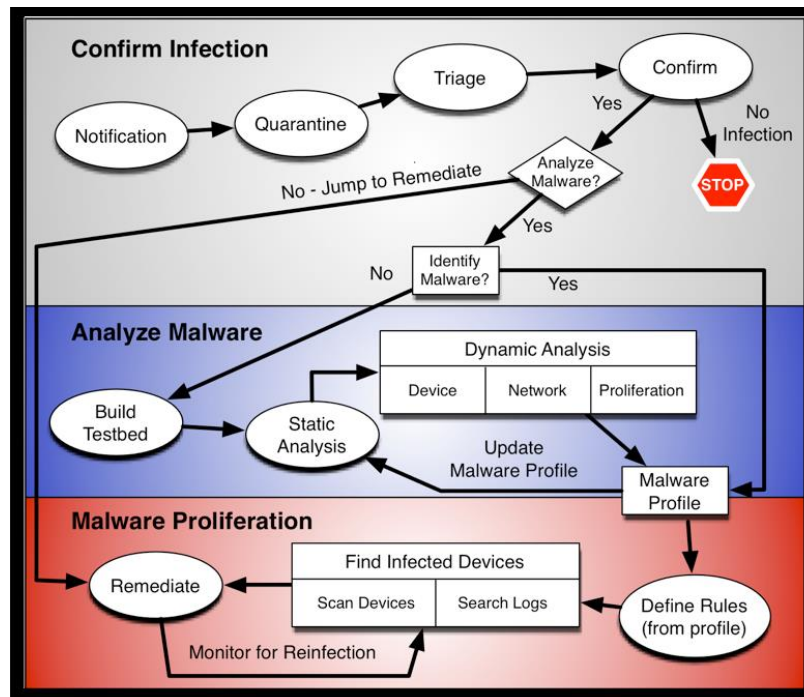 Confirm Infection
Notification
Quarantine
Triage
Confirm
Yes
No
Infection
STOP
Analyze
Malware?
No - Jump to Remediate
Yes
Identify
Malware?
No
Yes
Analyze Malware
Build
Testbed
Static
Analysis
Dynamic Analysis
Device
Network
Proliferation
Update
Malware Profile
Malware
Profile
Malware Proliferation
Remediate
Find Infected Devices
Scan Devices
Search Logs
Define Rules
(from profile)
Monitor for Reinfection